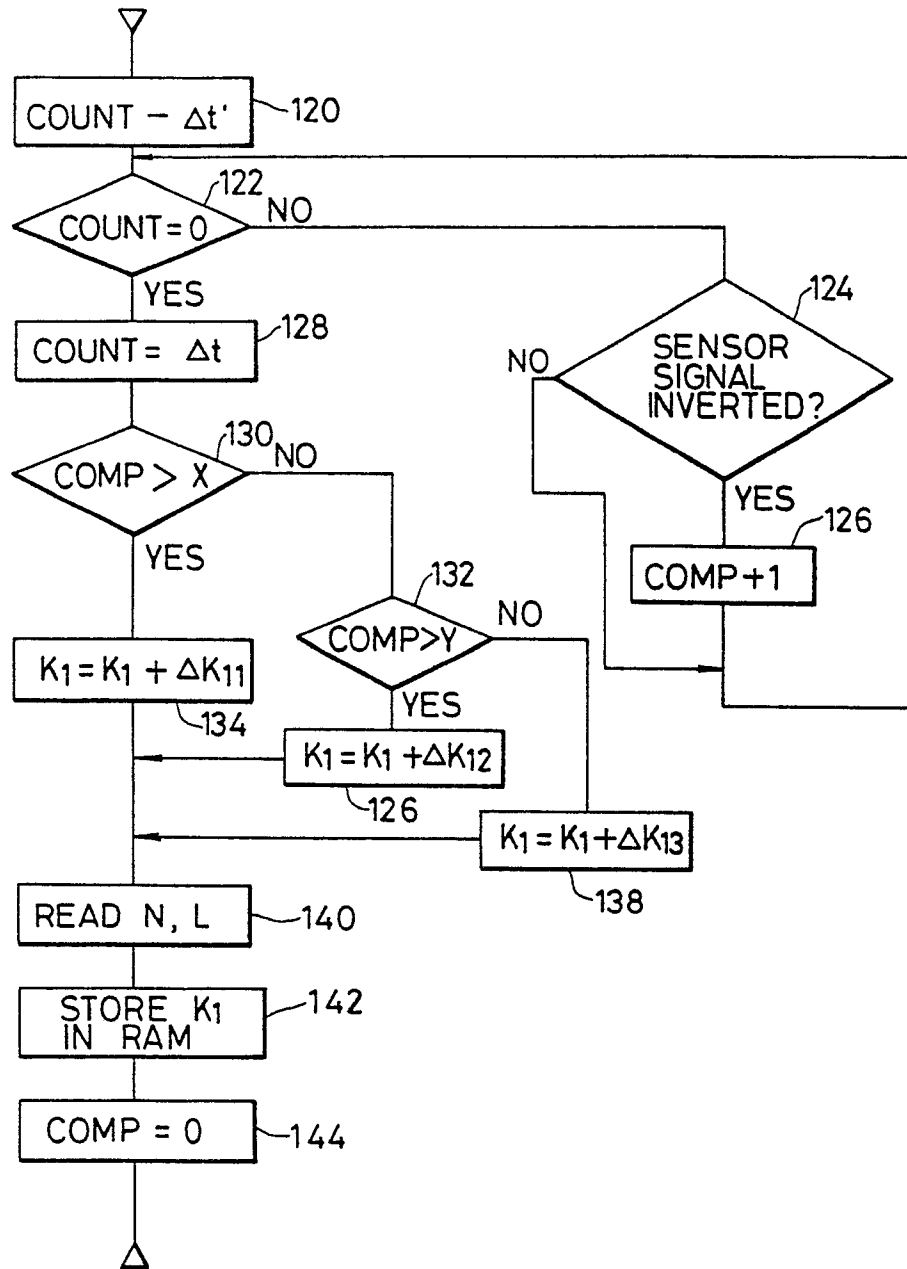 COUNT - Δt'
120
122
COUNT = 0
NO
YES
128
COUNT = Δt
124
NO
SENSOR
SIGNAL
INVERTED?
YES
126
COMP + 1
130
COMP > X
NO
YES
132
COMP>Y
NO
YES
K1 = K1 + ΔK11
134
K1 = K1 + ΔK12
126
K1 = K1 + ΔK13
138
READ N, L
140
STORE K1
IN RAM
142
COMP = 0
144